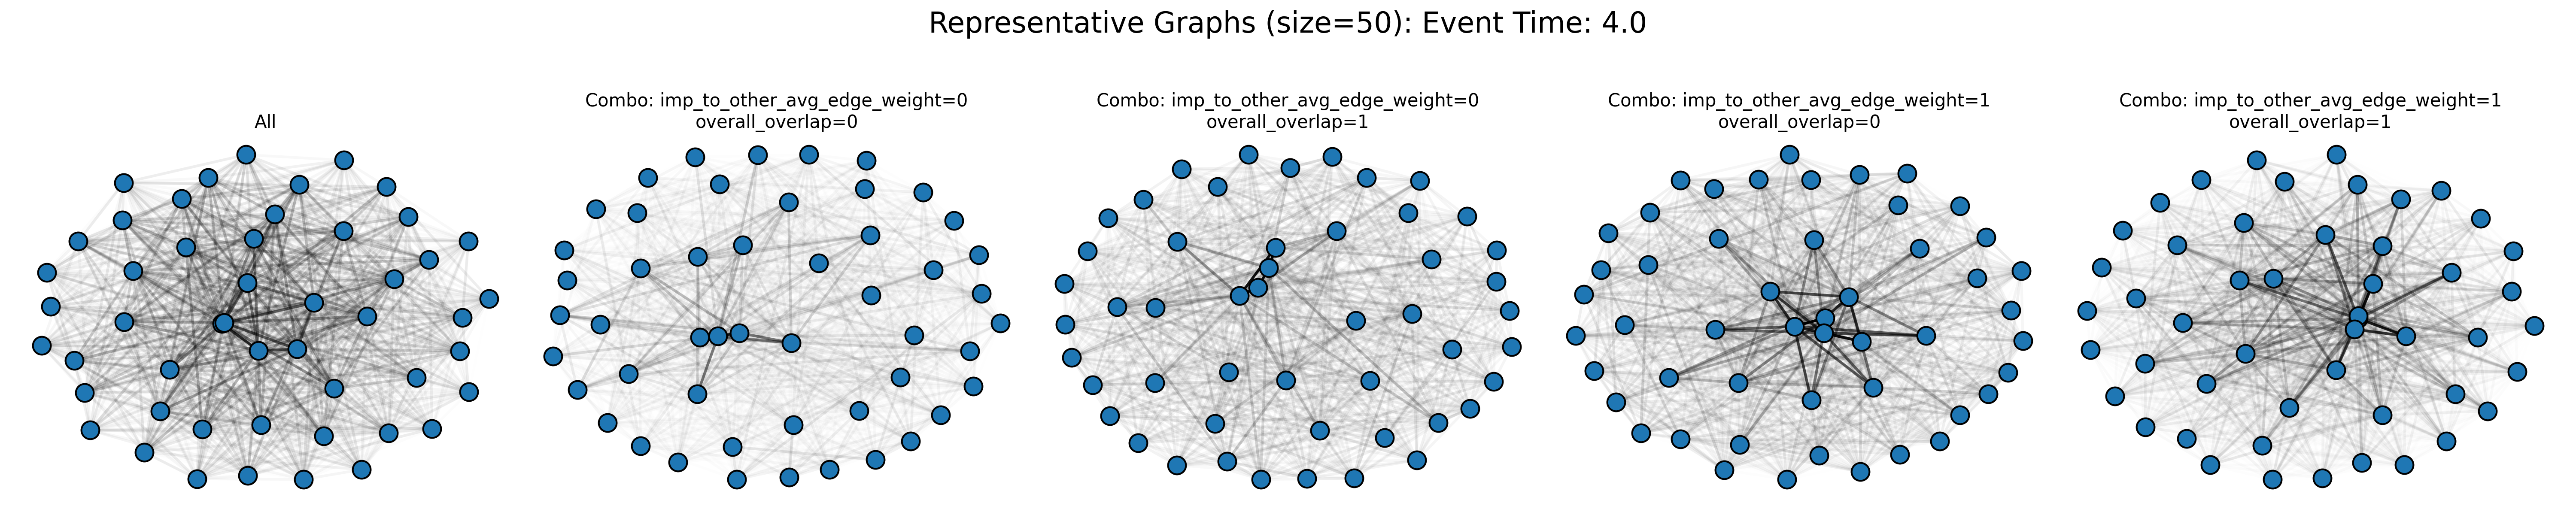 Representative Graphs (size=50): Event Time: 4.0
All
Combo: imp_to_other_avg_edge_weight=0
overall_overlap=0
Combo: imp_to_other_avg_edge_weight=0
overall_overlap=1
Combo: imp_to_other_avg_edge_weight=1
overall_overlap=0
Combo: imp_to_other_avg_edge_weight=1
overall_overlap=1